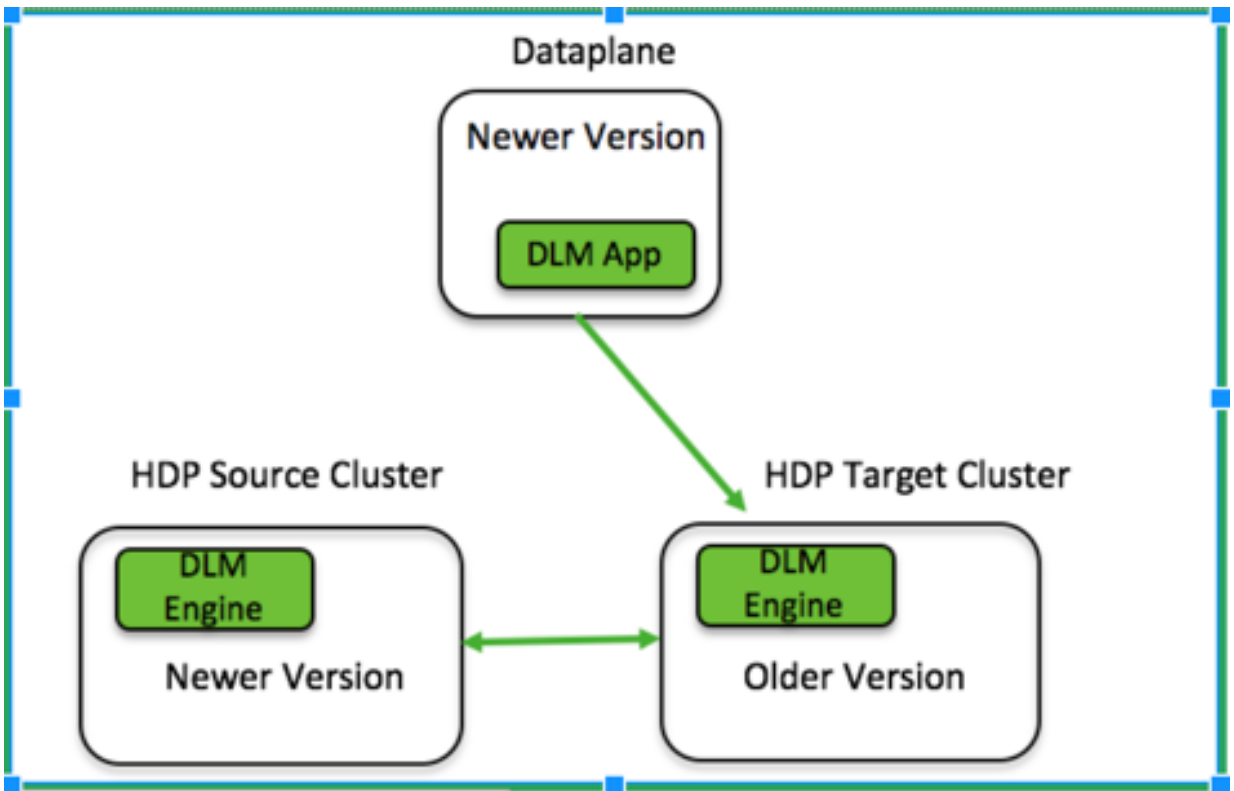 Dataplane
Newer Version
DLM App
HDP Source Cluster
HDP Target Cluster
DLM
Engine
Newer Version
DLM
Engine
Older Version